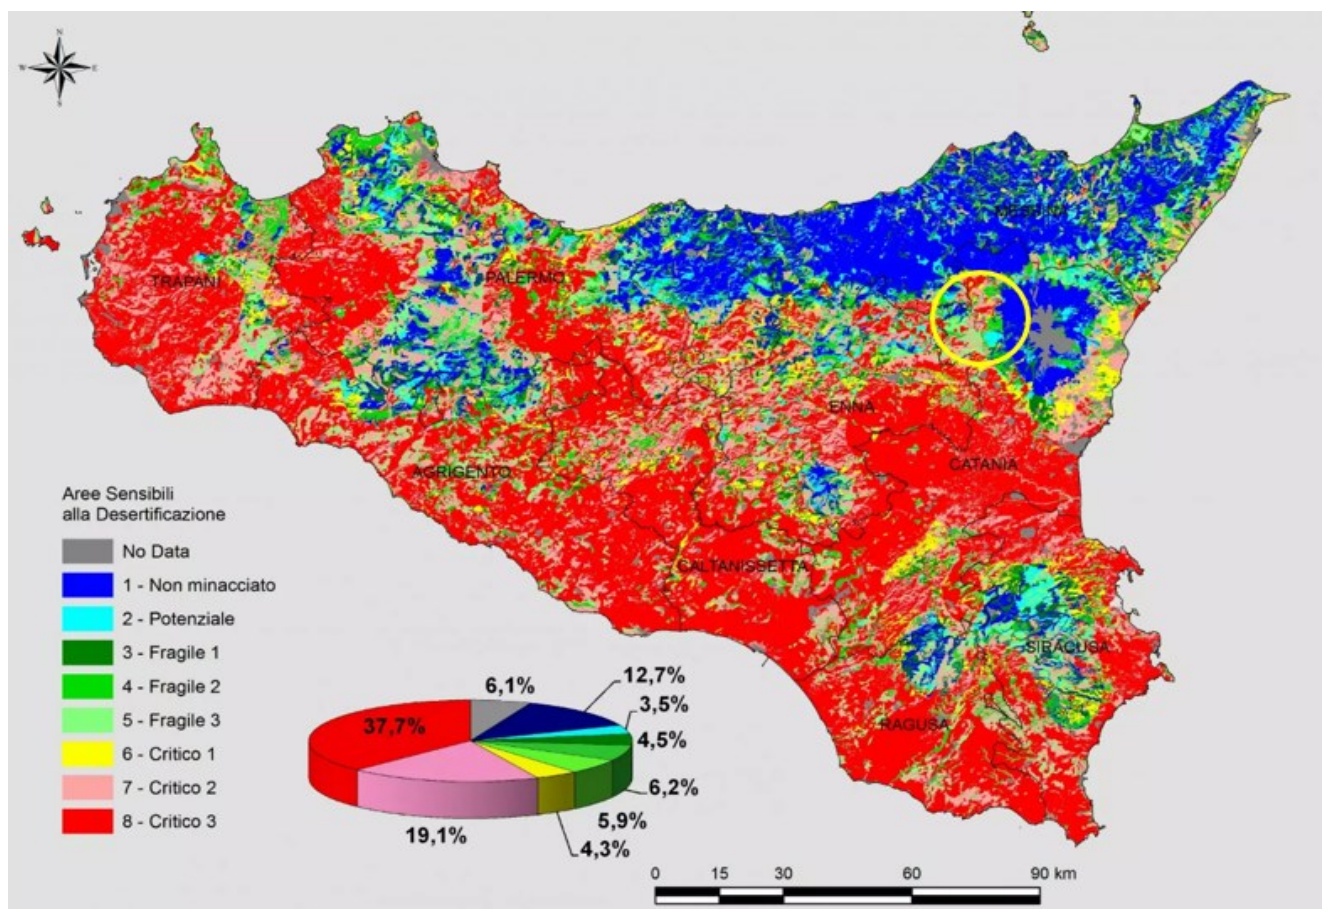 N
W
E
S
MESSINA
TRAPANI
PALERMO
ENNA
CATANIA
AGRIGENTO
CALTANISSETTA
SIRACUSA
RAGUSA
Aree Sensibili
alla Desertificazione
No Data
1 - Non minacciato
2 - Potenziale
3 - Fragile 1
4 - Fragile 2
5 - Fragile 3
6 - Critico 1
7 - Critico 2
8 - Critico 3
6,1%
12,7%
3,5%
4,5%
6,2%
5,9%
4,3%
19,1%
37,7%
0 15 30 60 90 km